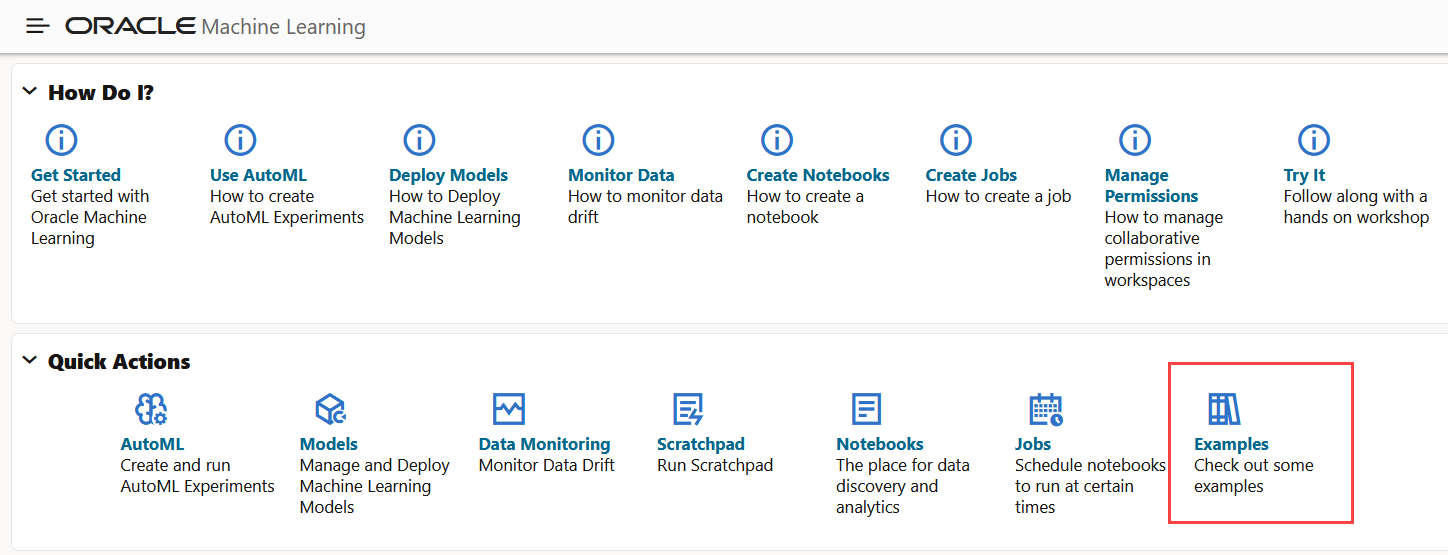 ORACLE Machine Learning
How Do I?
Get Started
Get started with
Oracle Machine
Learning
Use AutoML
How to create
AutoML Experiments
Deploy Models
How to Deploy
Machine Learning
Models
Monitor Data
How to monitor data
drift
Create Notebooks
How to create a
notebook
Create Jobs
How to create a job
Manage
Permissions
How to manage
collaborative
permissions in
workspaces
Try It
Follow along with a
hands on workshop
Quick Actions
AutoML
Create and run
AutoML Experiments
Models
Manage and Deploy
Machine Learning
Models
Data Monitoring
Monitor Data Drift
Scratchpad
Run Scratchpad
Notebooks
The place for data
discovery and
analytics
Jobs
Schedule notebooks
to run at certain
times
Examples
Check out some
examples